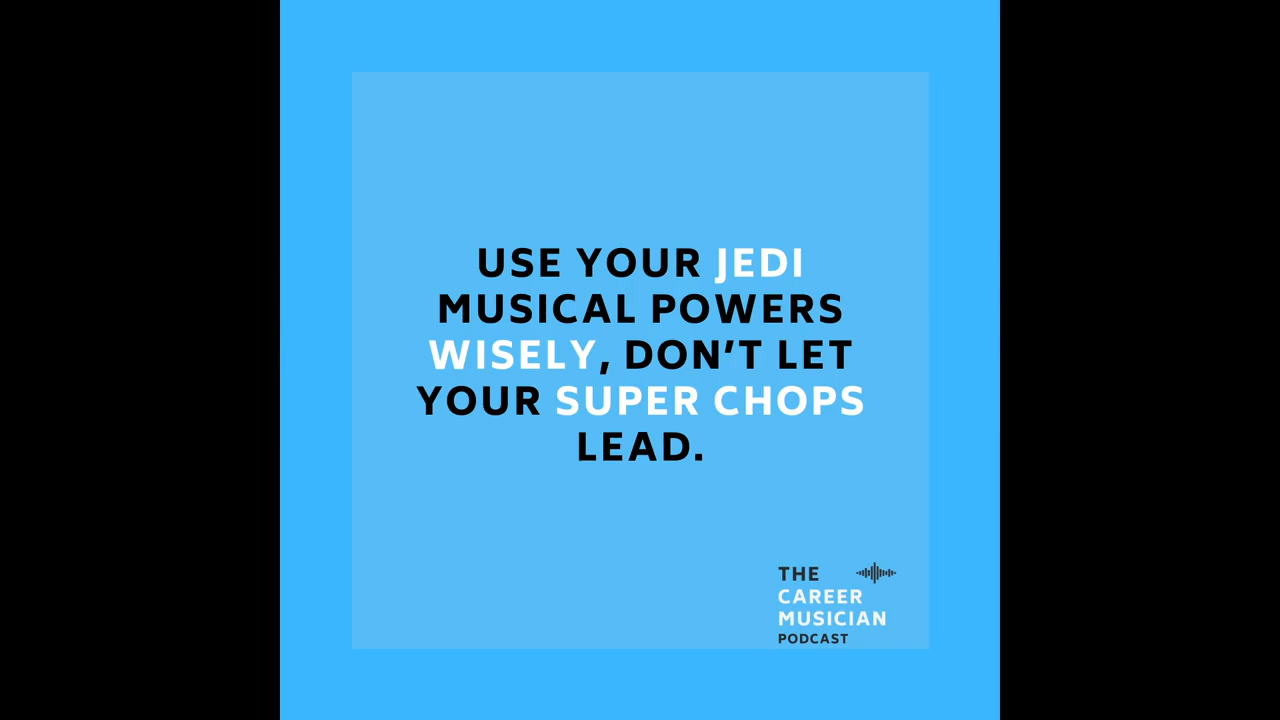 USE YOUR JEDI
MUSICAL POWERS
WISELY, DON’T LET
YOUR SUPER CHOPS
LEAD.
THE
CAREER
MUSICIAN
PODCAST